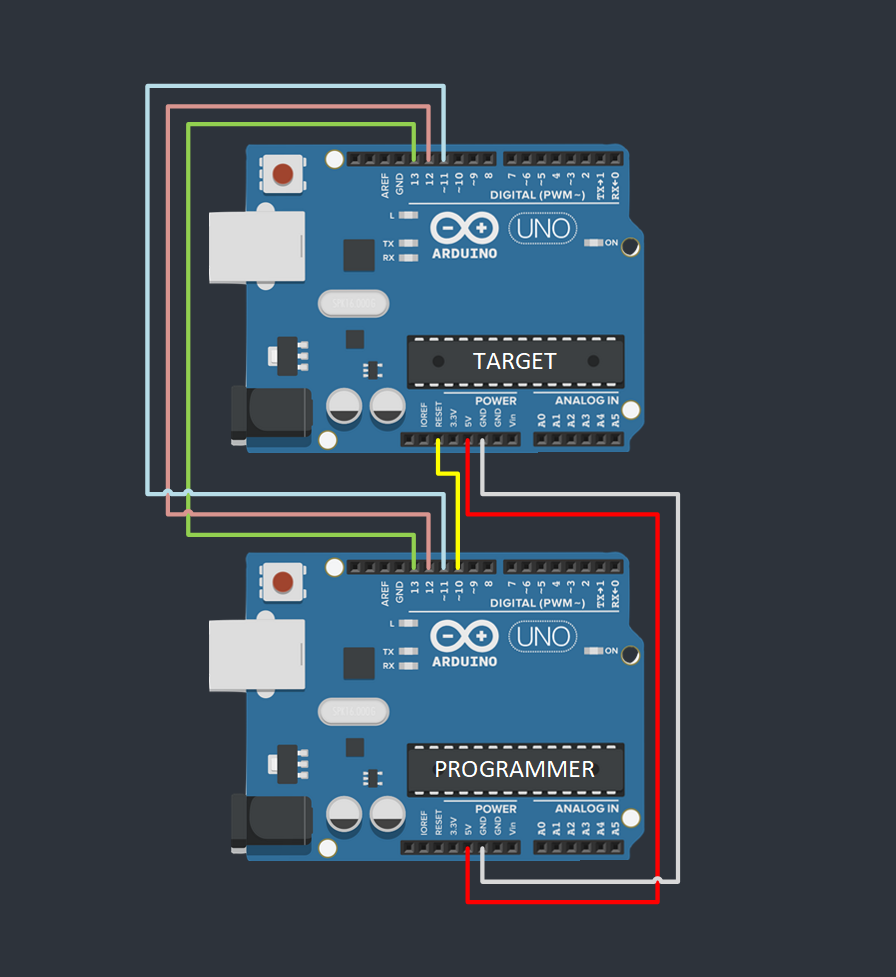 AREF
GND
13
12
~11
~10
~9
8
7
~6
~5
4
~3
2
TX→1
RX←0
DIGITAL (PWM~)
L
TX
RX
ARDUINO
UNO
ON
TARGET
POWER
ANALOG IN
IOREF
RESET
3.3V
5V
GND
GND
Vin
A0
A1
A2
A3
A4
A5
AREF
GND
13
12
~11
~10
~9
8
7
~6
~5
4
~3
2
TX→1
RX←0
DIGITAL (PWM~)
L
TX
RX
ARDUINO
UNO
ON
PROGRAMMER
POWER
ANALOG IN
IOREF
RESET
3.3V
5V
GND
GND
Vin
A0
A1
A2
A3
A4
A5